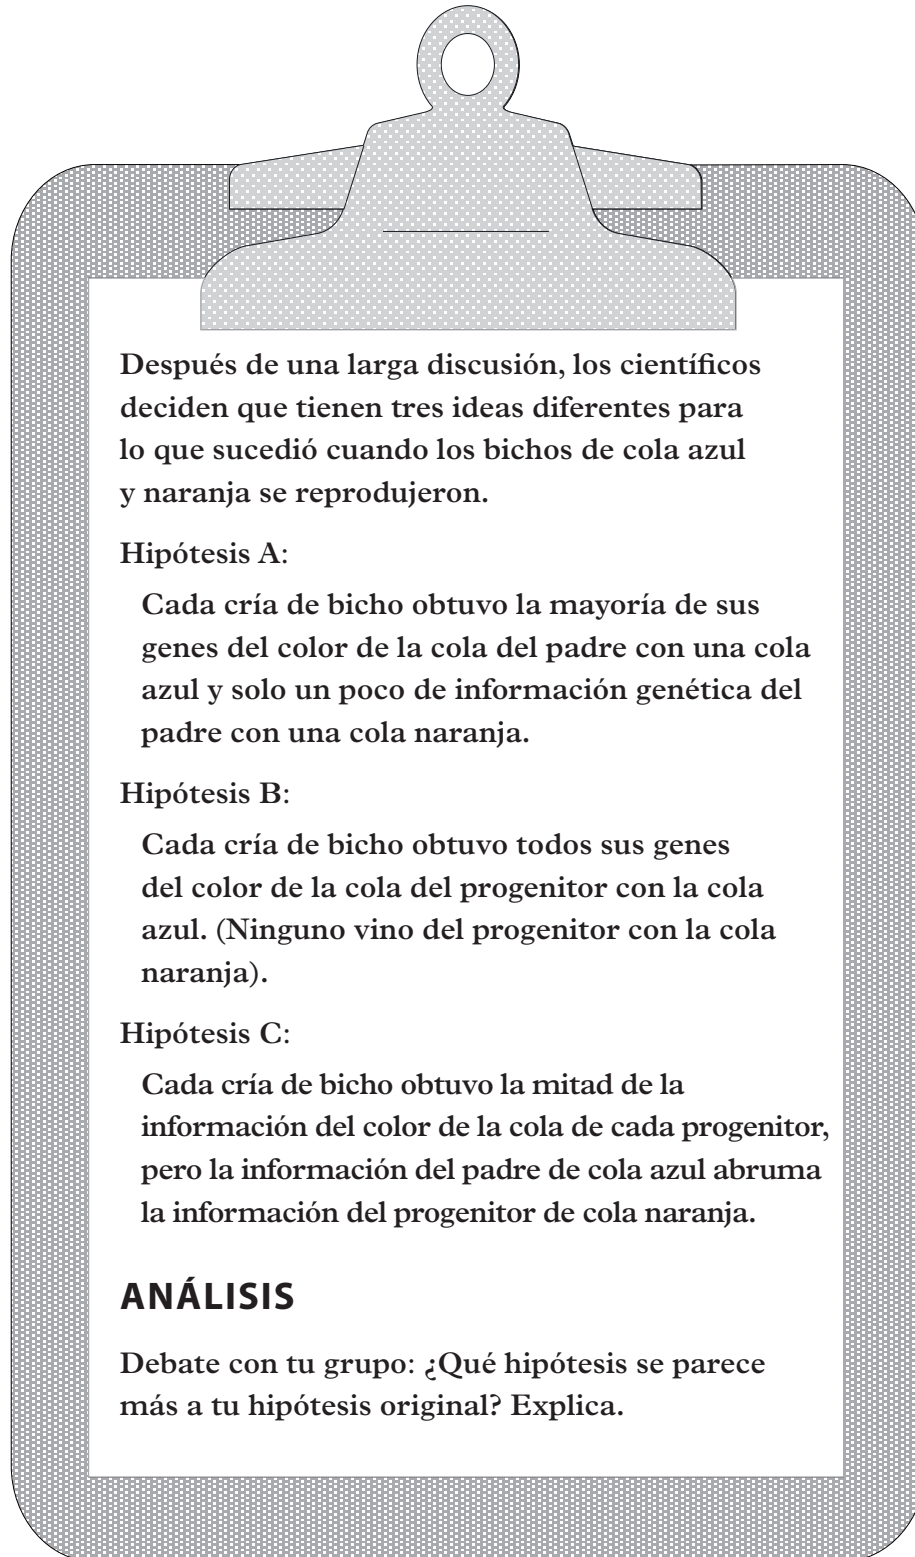 Después de una larga discusión, los científicos
deciden que tienen tres ideas diferentes para
lo que sucedió cuando los bichos de cola azul
y naranja se reprodujeron.
Hipótesis A:
Cada cría de bicho obtuvo la mayoría de sus
genes del color de la cola del padre con una cola
azul y solo un poco de información genética del
padre con una cola naranja.
Hipótesis B:
Cada cría de bicho obtuvo todos sus genes
del color de la cola del progenitor con la cola
azul. (Ninguno vino del progenitor con la cola
naranja).
Hipótesis C:
Cada cría de bicho obtuvo la mitad de la
información del color de la cola de cada progenitor,
pero la información del padre de cola azul abruma
la información del progenitor de cola naranja.
ANÁLISIS
Debate con tu grupo: ¿Qué hipótesis se parece
más a tu hipótesis original? Explica.